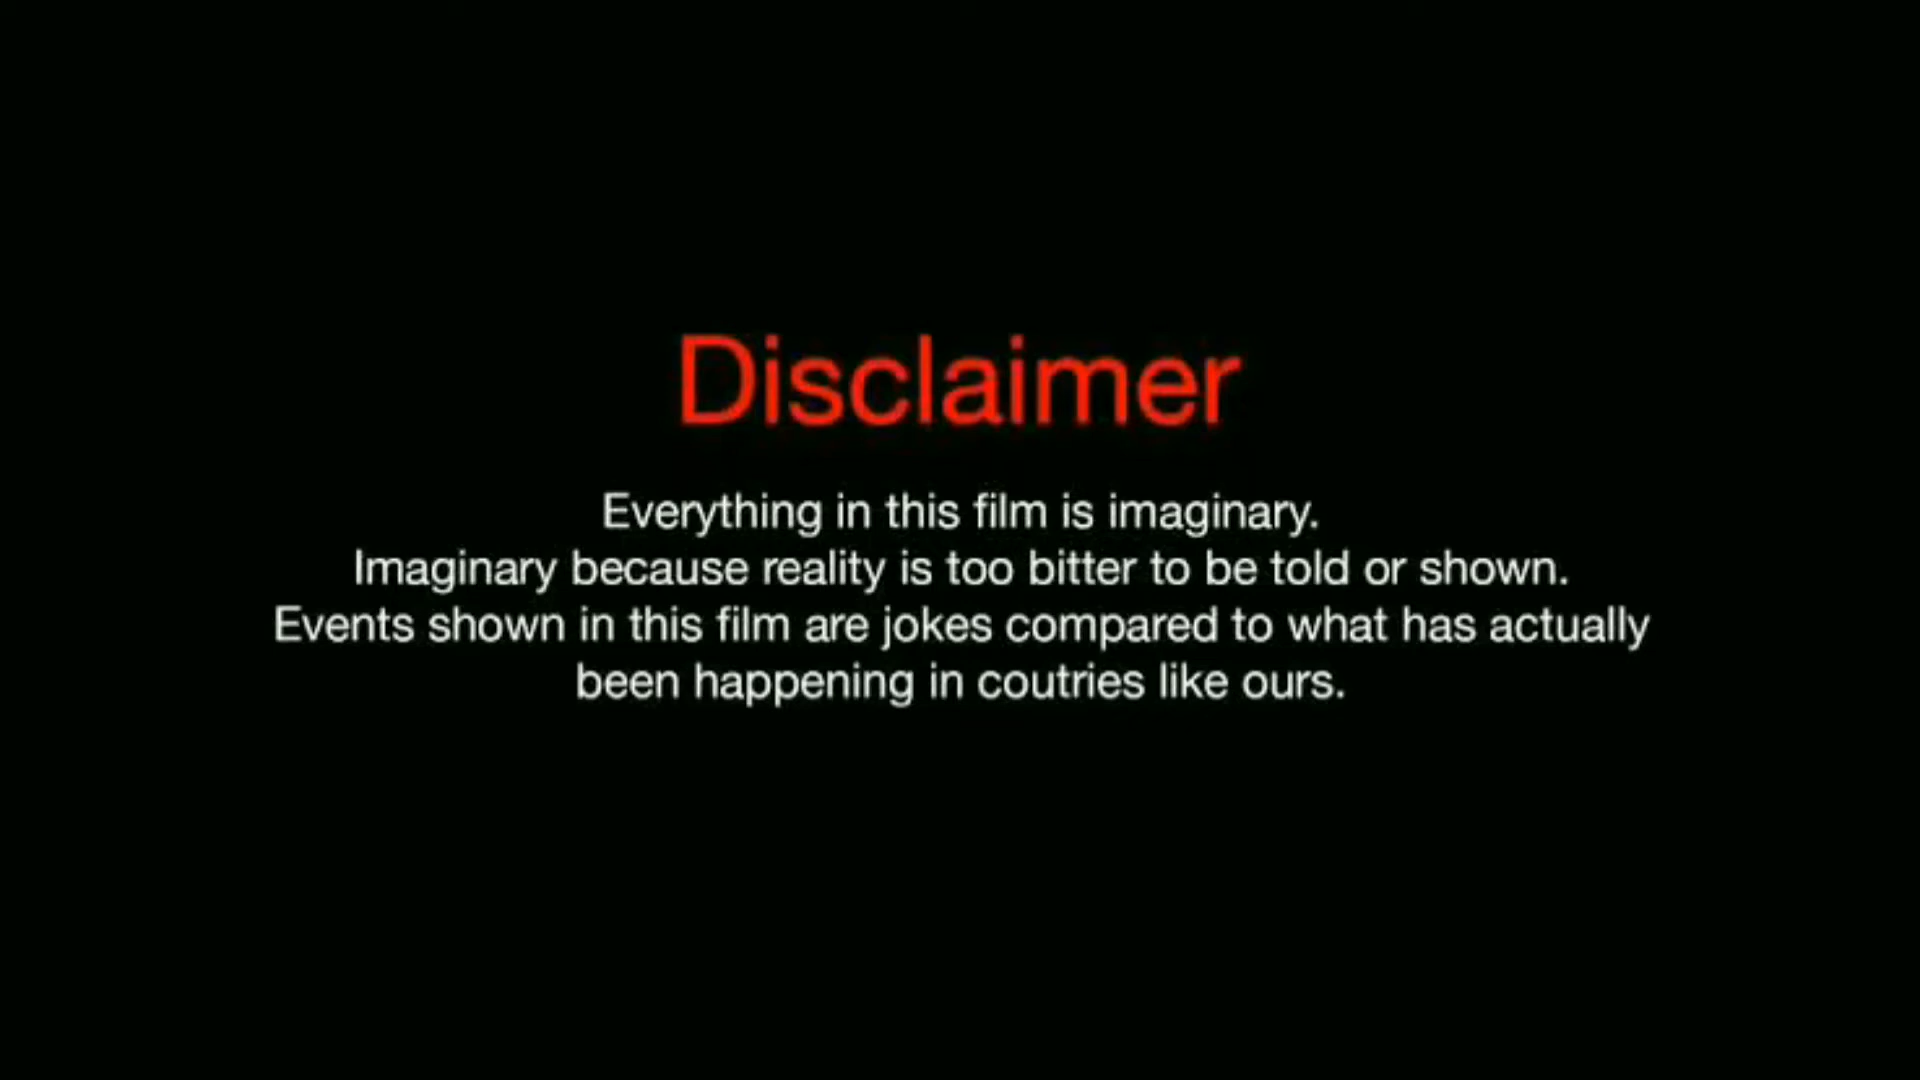 Disclaimer
Everything in this film is imaginary.
Imaginary because reality is too bitter to be told or shown.
Events shown in this film are jokes compared to what has actually
been happening in coutries like ours.